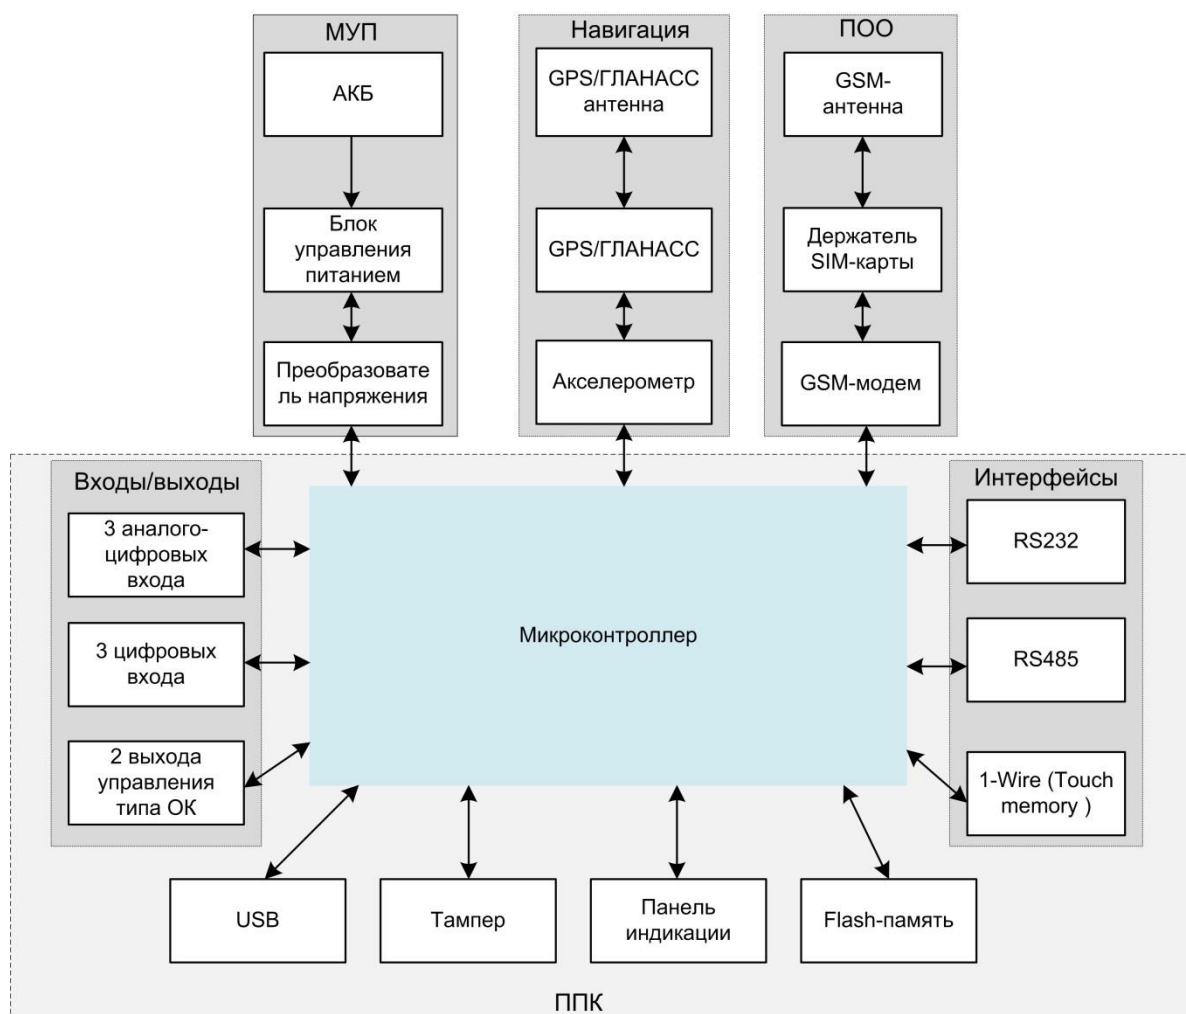 МУП
АКБ
Блок
управления
питанием
Преобразовате
ль напряжения
Навигация
GPS/ГЛАНАСС
антенна
GPS/ГЛАНАСС
Акселерометр
ПОО
GSM-
антенна
Держатель
SIM-карты
GSM-модем
Входы/выходы
3 аналого-
цифровых
входа
3 цифровых
входа
2 выхода
управления
типа ОК
Микроконтроллер
Интерфейсы
RS232
RS485
1-Wire (Touch
memory )
USB
Тампер
Панель
индикации
Flash-память
ППК